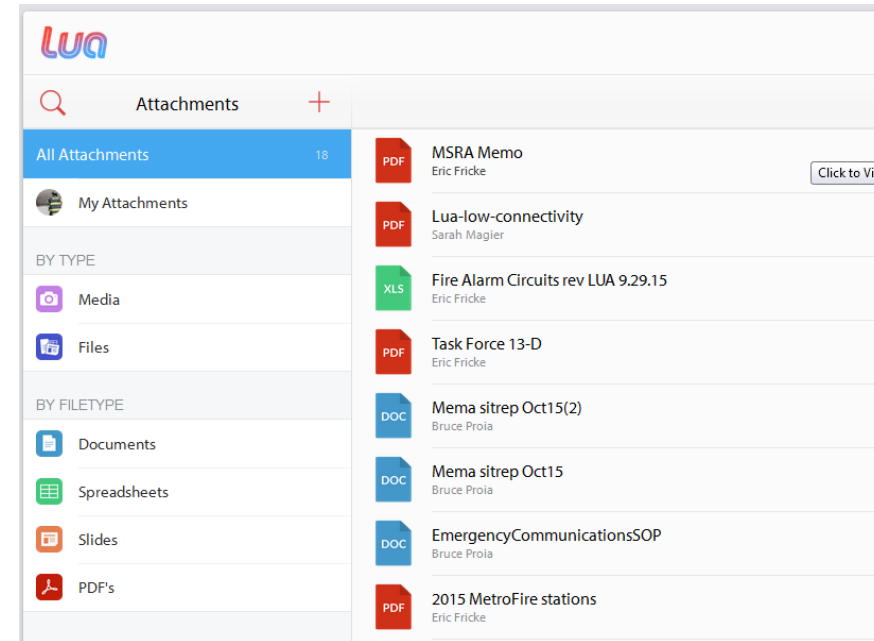 Lua
Attachments
All Attachments 18
My Attachments
BY TYPE
Media
Files
BY FILETYPE
Documents
Spreadsheets
Slides
PDF's
PDF
MSRA Memo
Eric Fricke
Click to Vi
PDF
Lua-low-connectivity
Sarah Magier
XLS
Fire Alarm Circuits rev LUA 9.29.15
Eric Fricke
PDF
Task Force 13-D
Eric Fricke
DOC
Mema sitrep Oct15(2)
Bruce Proia
DOC
Mema sitrep Oct15
Bruce Proia
DOC
EmergencyCommunicationsSOP
Bruce Proia
PDF
2015 MetroFire stations
Eric Fricke